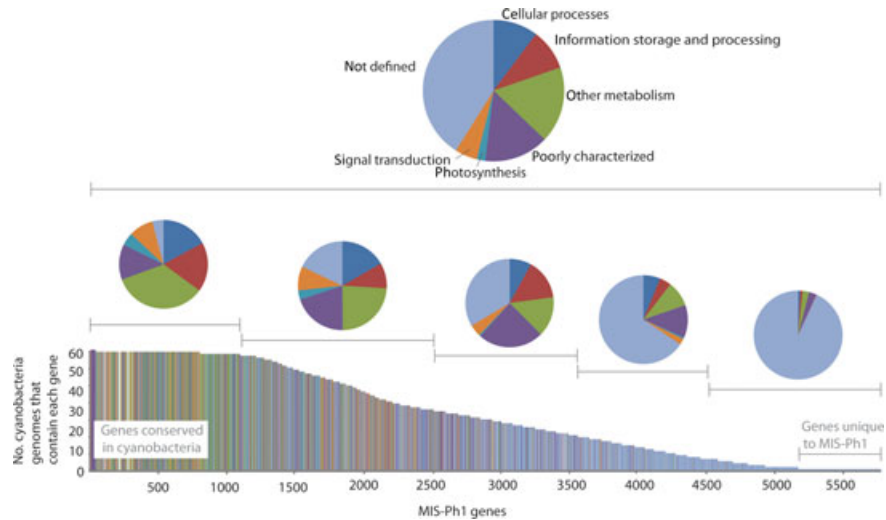 Cellular processes
Information storage and processing
Not defined
Other metabolism
Signal transduction
Poorly characterized
Photosynthesis
No. cyanobacteria
genomes that
contain each gene
60
50
40
30
20
10
0
Genes conserved
in cyanobacteria
Genes unique
to MIS-Ph1
500
1000
1500
2000
2500
3000
3500
4000
4500
5000
5500
MIS-Ph1 genes